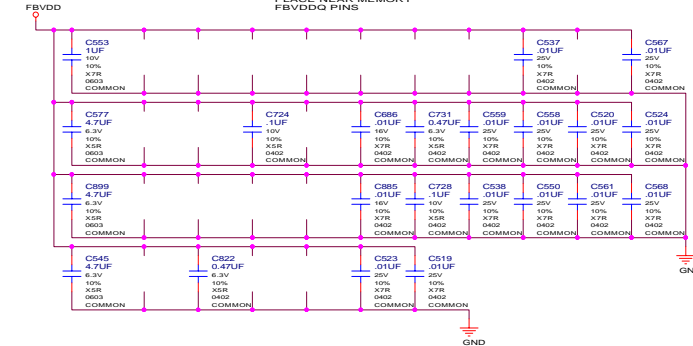 FBVDD
PLACE NEAR MEMORY
FBVDDQ PINS
C553
1UF
10V
10%
X7R
0603
COMMON
C537
.01UF
25V
10%
X7R
0402
COMMON
C567
.01UF
25V
10%
X7R
0402
COMMON
C577
4.7UF
6.3V
10%
X5R
0603
COMMON
C724
.1UF
10V
10%
X5R
0402
COMMON
C686
.01UF
16V
10%
X7R
0402
COMMON
C731
0.47UF
6.3V
10%
X5R
0402
COMMON
C559
.01UF
25V
10%
X7R
0402
COMMON
C558
.01UF
25V
10%
X7R
0402
COMMON
C520
.01UF
25V
10%
X7R
0402
COMMON
C524
.01UF
25V
10%
X7R
0402
COMMON
C899
4.7UF
6.3V
10%
X5R
0603
COMMON
C885
.01UF
16V
10%
X7R
0402
COMMON
C728
.1UF
10V
10%
X5R
0402
COMMON
C538
.01UF
25V
10%
X7R
0402
COMMON
C550
.01UF
25V
10%
X7R
0402
COMMON
C561
.01UF
25V
10%
X7R
0402
COMMON
C568
.01UF
25V
10%
X7R
0402
COMMON
C545
4.7UF
6.3V
10%
X5R
0603
COMMON
C822
0.47UF
6.3V
10%
X5R
0402
COMMON
C523
.01UF
25V
10%
X7R
0402
COMMON
C519
.01UF
25V
10%
X7R
0402
COMMON
GN
GND